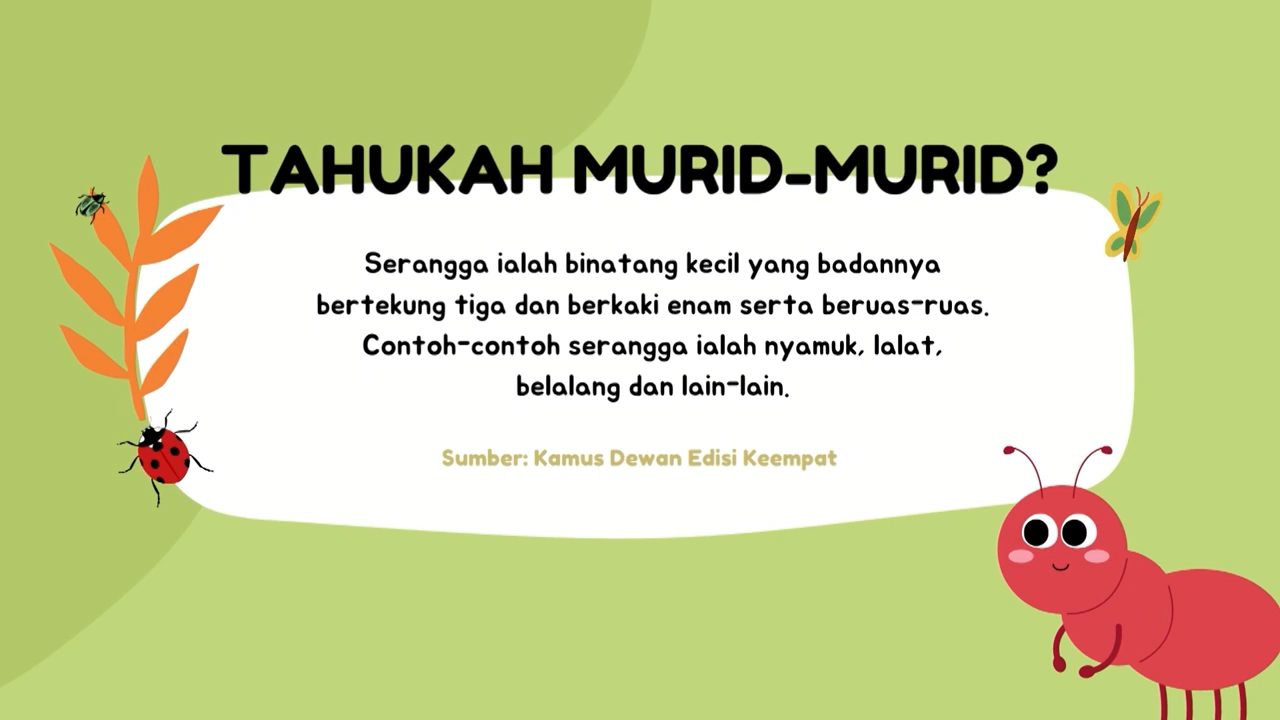 TAHUKAH MURID-MURID?
Serangga ialah binatang kecil yang badannya
bertekung tiga dan berkaki enam serta beruas-ruas.
Contoh-contoh serangga ialah nyamuk, lalat,
belalang dan lain-lain.
Sumber: Kamus Dewan Edisi Keempat